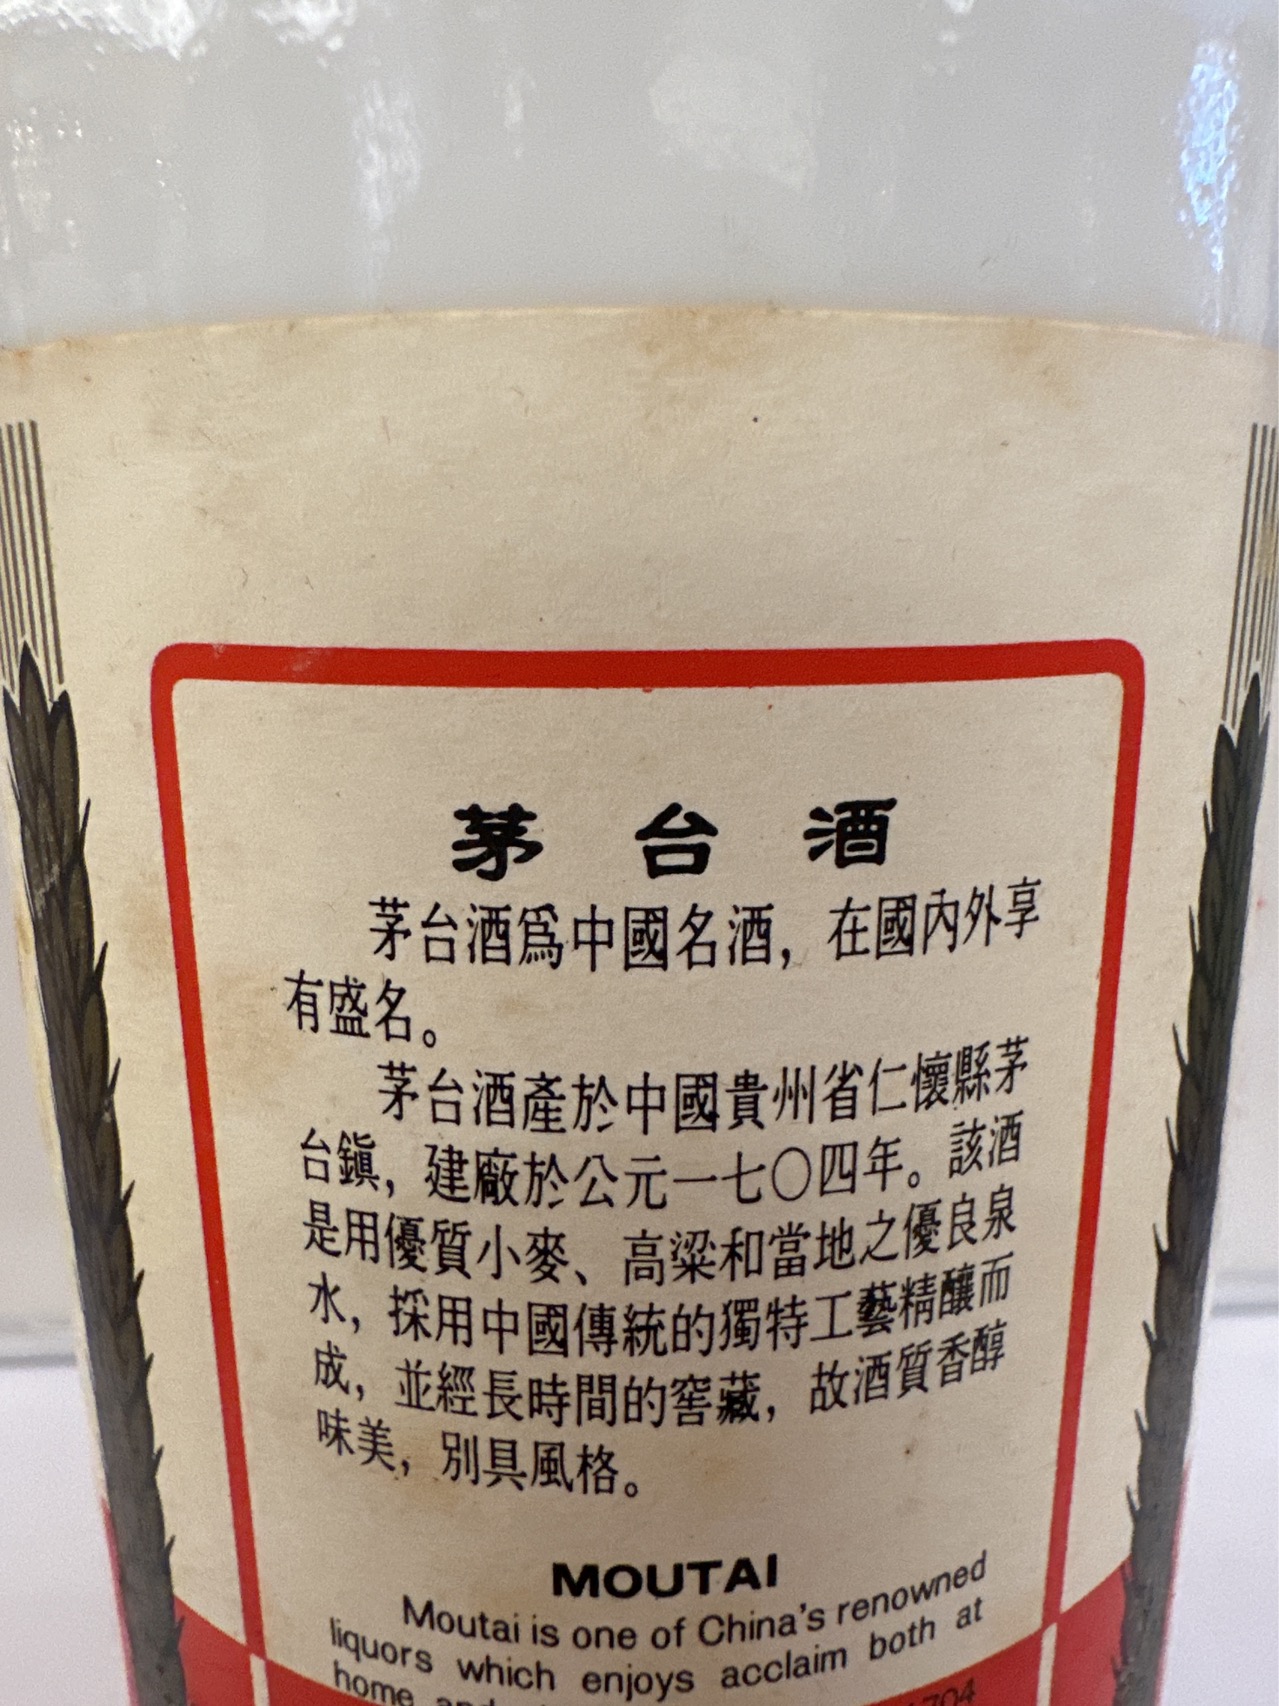 茅台酒
茅台酒爲中國名酒，在國內外享
有盛名。
茅台酒產於中國貴州省仁懷縣茅
台鎮，建廠於公元一七〇四年。該酒
是用優質小麥、高粱和當地之優良泉
水，採用中國傳統的獨特工藝精釀而
成，並經長時間的窖藏，故酒質香醇
味美，別具風格。
MOUTAI
Moutai is one of China's renowned
liquors which enjoys acclaim both at
home and 1704